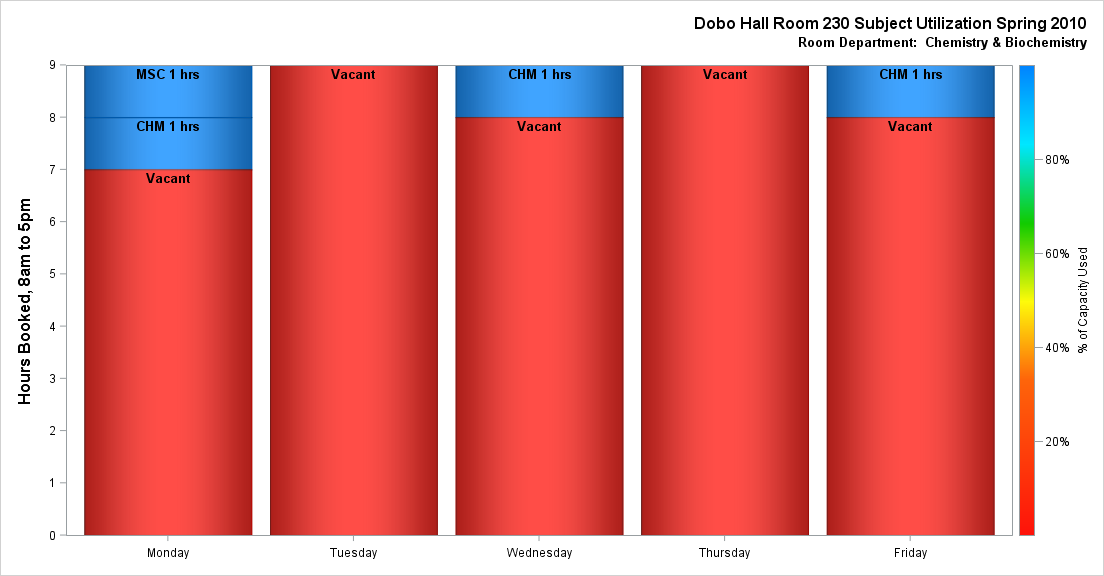 Dobo Hall Room 230 Subject Utilization Spring 2010
Room Department:  Chemistry & Biochemistry
Hours Booked, 8am to 5pm
9
8
7
6
5
4
3
2
1
0
MSC 1 hrs
CHM 1 hrs
Vacant
Vacant
CHM 1 hrs
Vacant
Vacant
CHM 1 hrs
Vacant
Monday
Tuesday
Wednesday
Thursday
Friday
80%
60%
40%
20%
% of Capacity Used